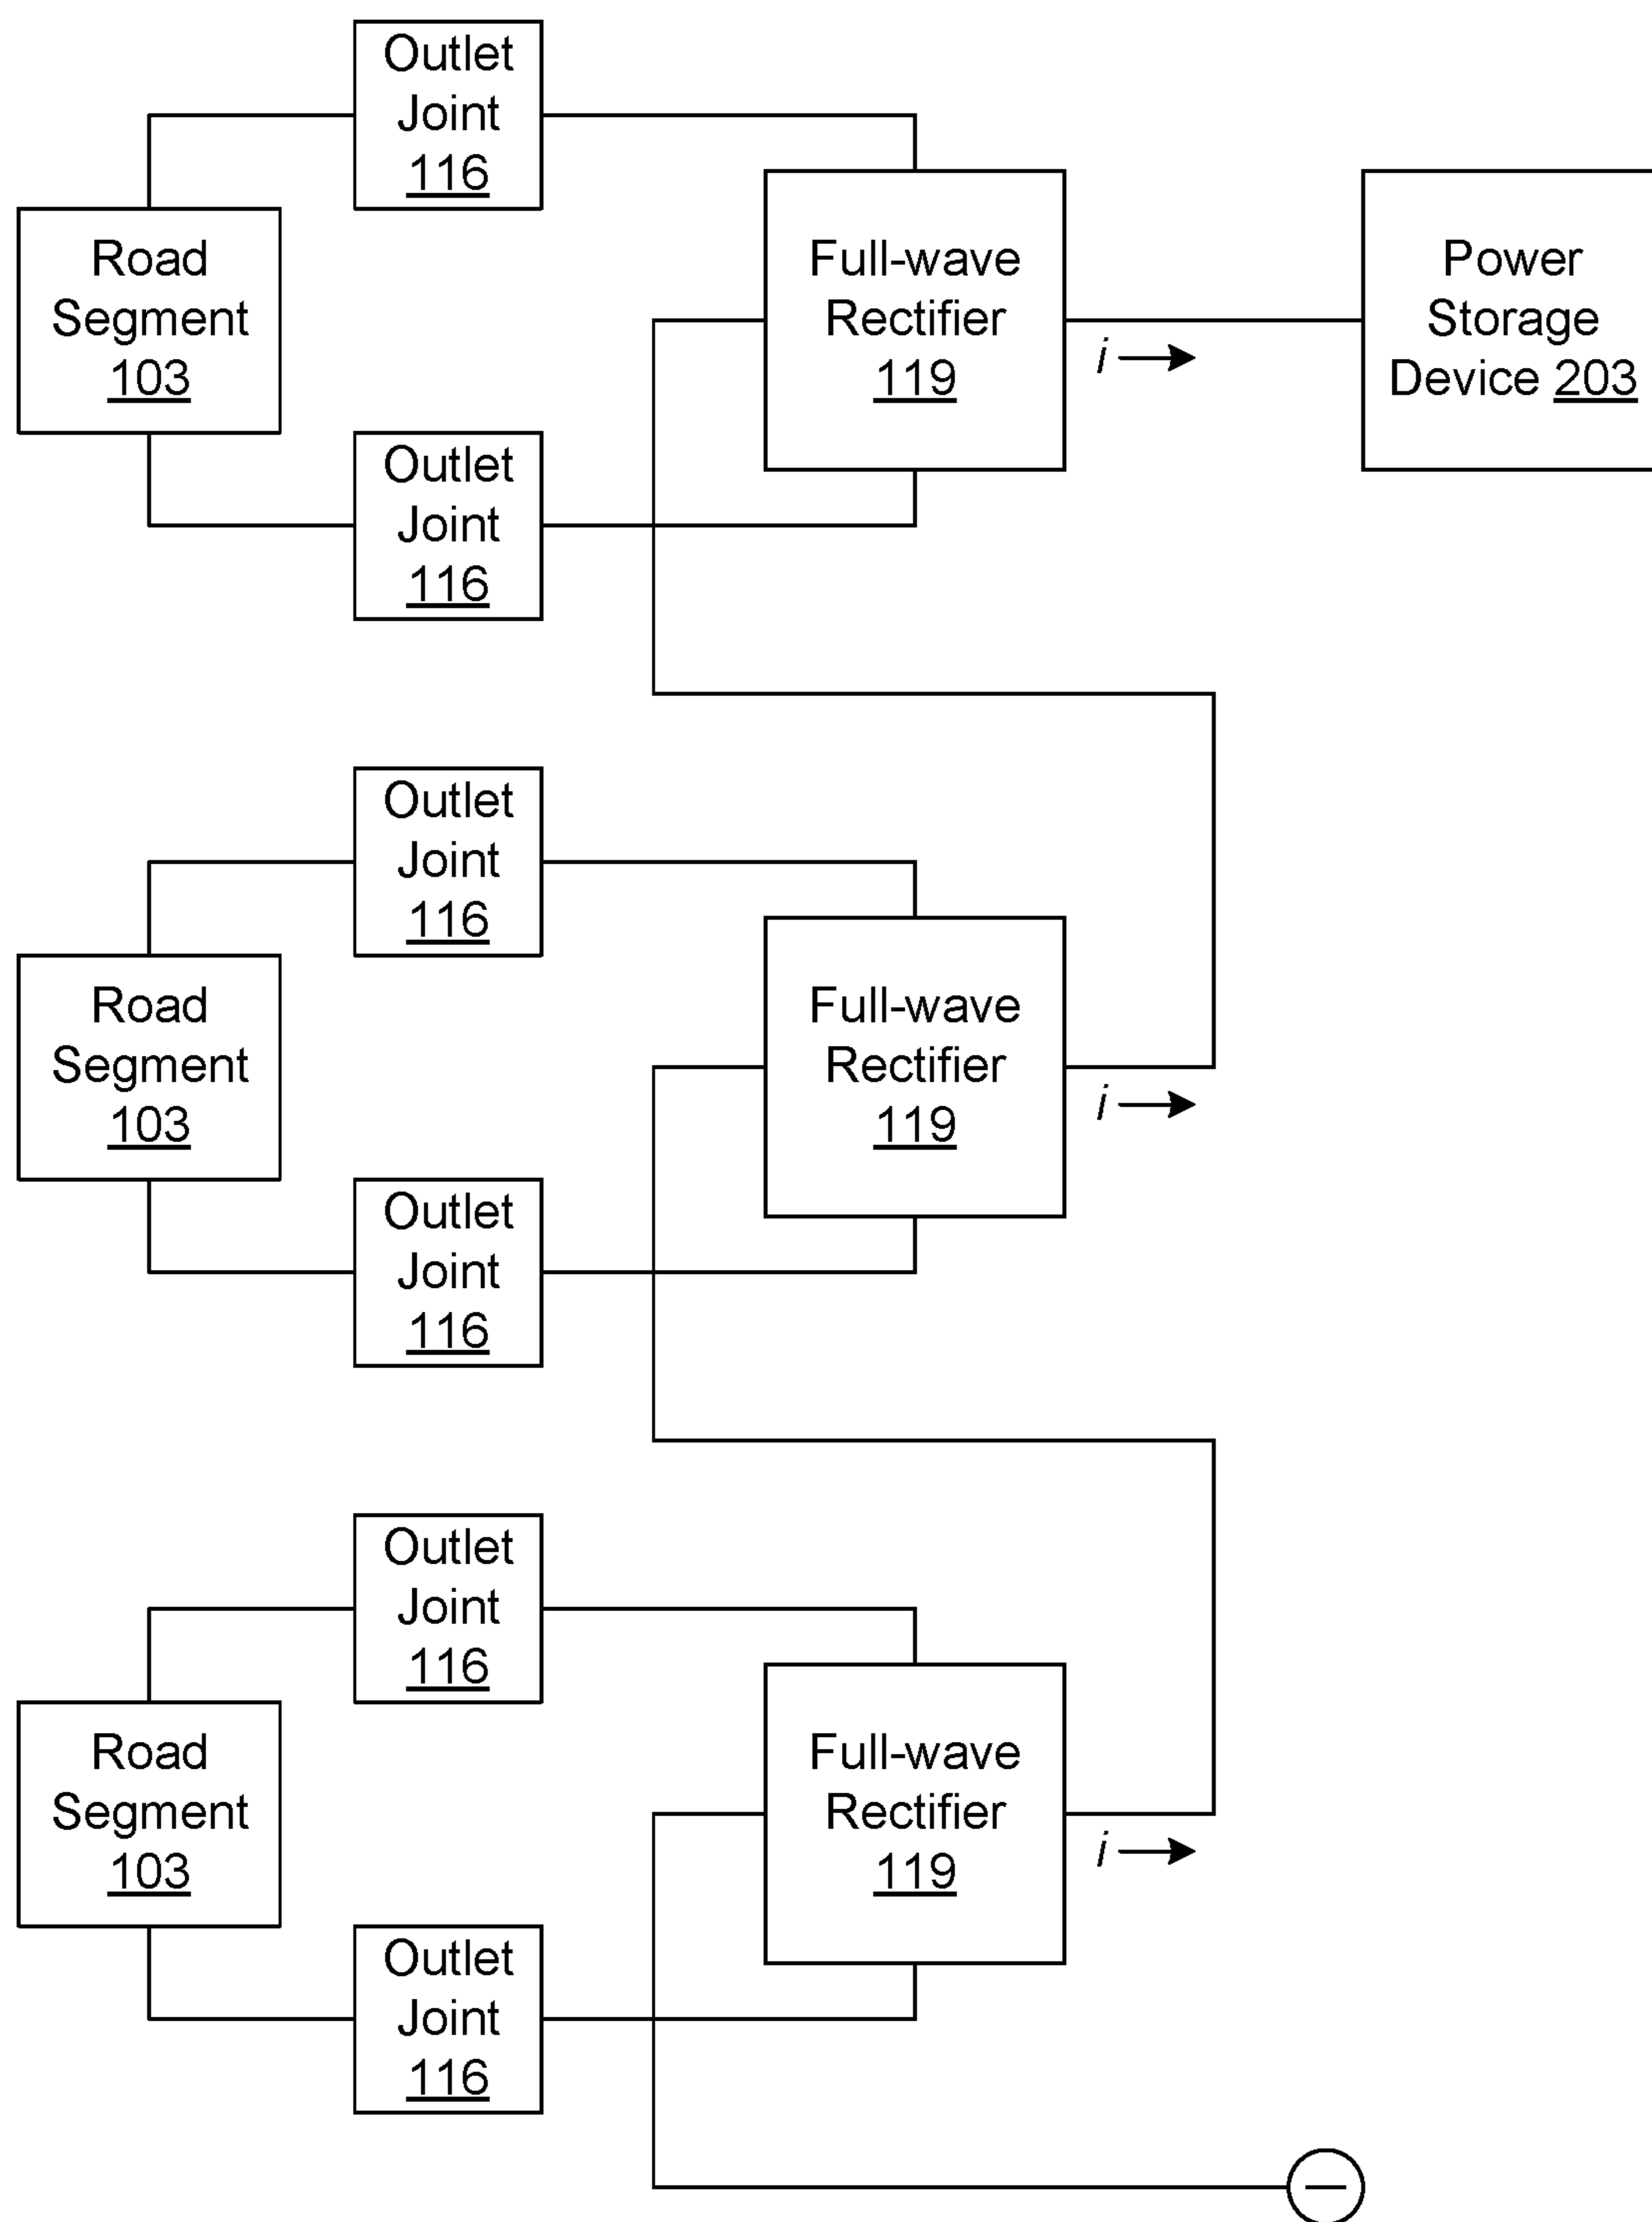 Outlet
Joint
116
Road
Segment
103
Full-wave
Rectifier
119
i
Power
Storage
Device 203
Outlet
Joint
116
Outlet
Joint
116
Road
Segment
103
Full-wave
Rectifier
119
i
Outlet
Joint
116
Outlet
Joint
116
Road
Segment
103
Full-wave
Rectifier
119
i
Outlet
Joint
116